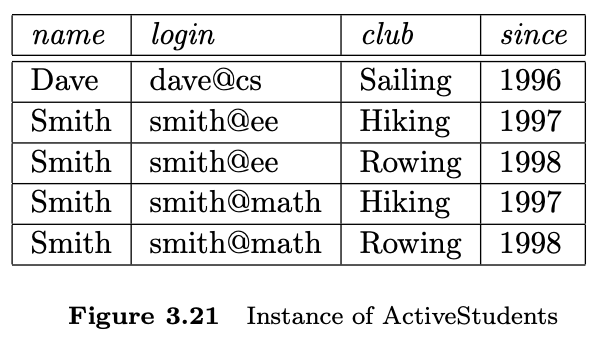 name login club since
Dave dave@cs Sailing 1996
Smith smith@ee Hiking 1997
Smith smith@ee Rowing 1998
Smith smith@math Hiking 1997
Smith smith@math Rowing 1998
Figure 3.21 Instance of ActiveStudents